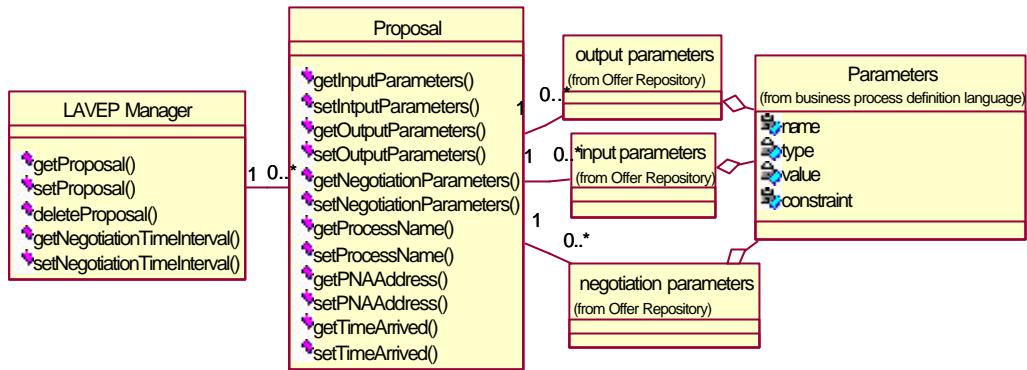 LAVEP Manager
getProposal()
setProposal()
deleteProposal()
getNegotiationTimeInterval()
setNegotiationTimeInterval()
1
0..*
Proposal
getInputParameters()
setIntputParameters()
getOutputParameters()
setOutputParameters()
getNegotiationParameters()
setNegotiationParameters()
getProcessName()
setProcessName()
getPNAAddress()
setPNAAddress()
getTimeArrived()
setTimeArrived()
1
0..*
output parameters
(from Offer Repository)
1
0..*
input parameters
(from Offer Repository)
1
0..*
negotiation parameters
(from Offer Repository)
Parameters
(from business process definition language)
name
type
value
constraint